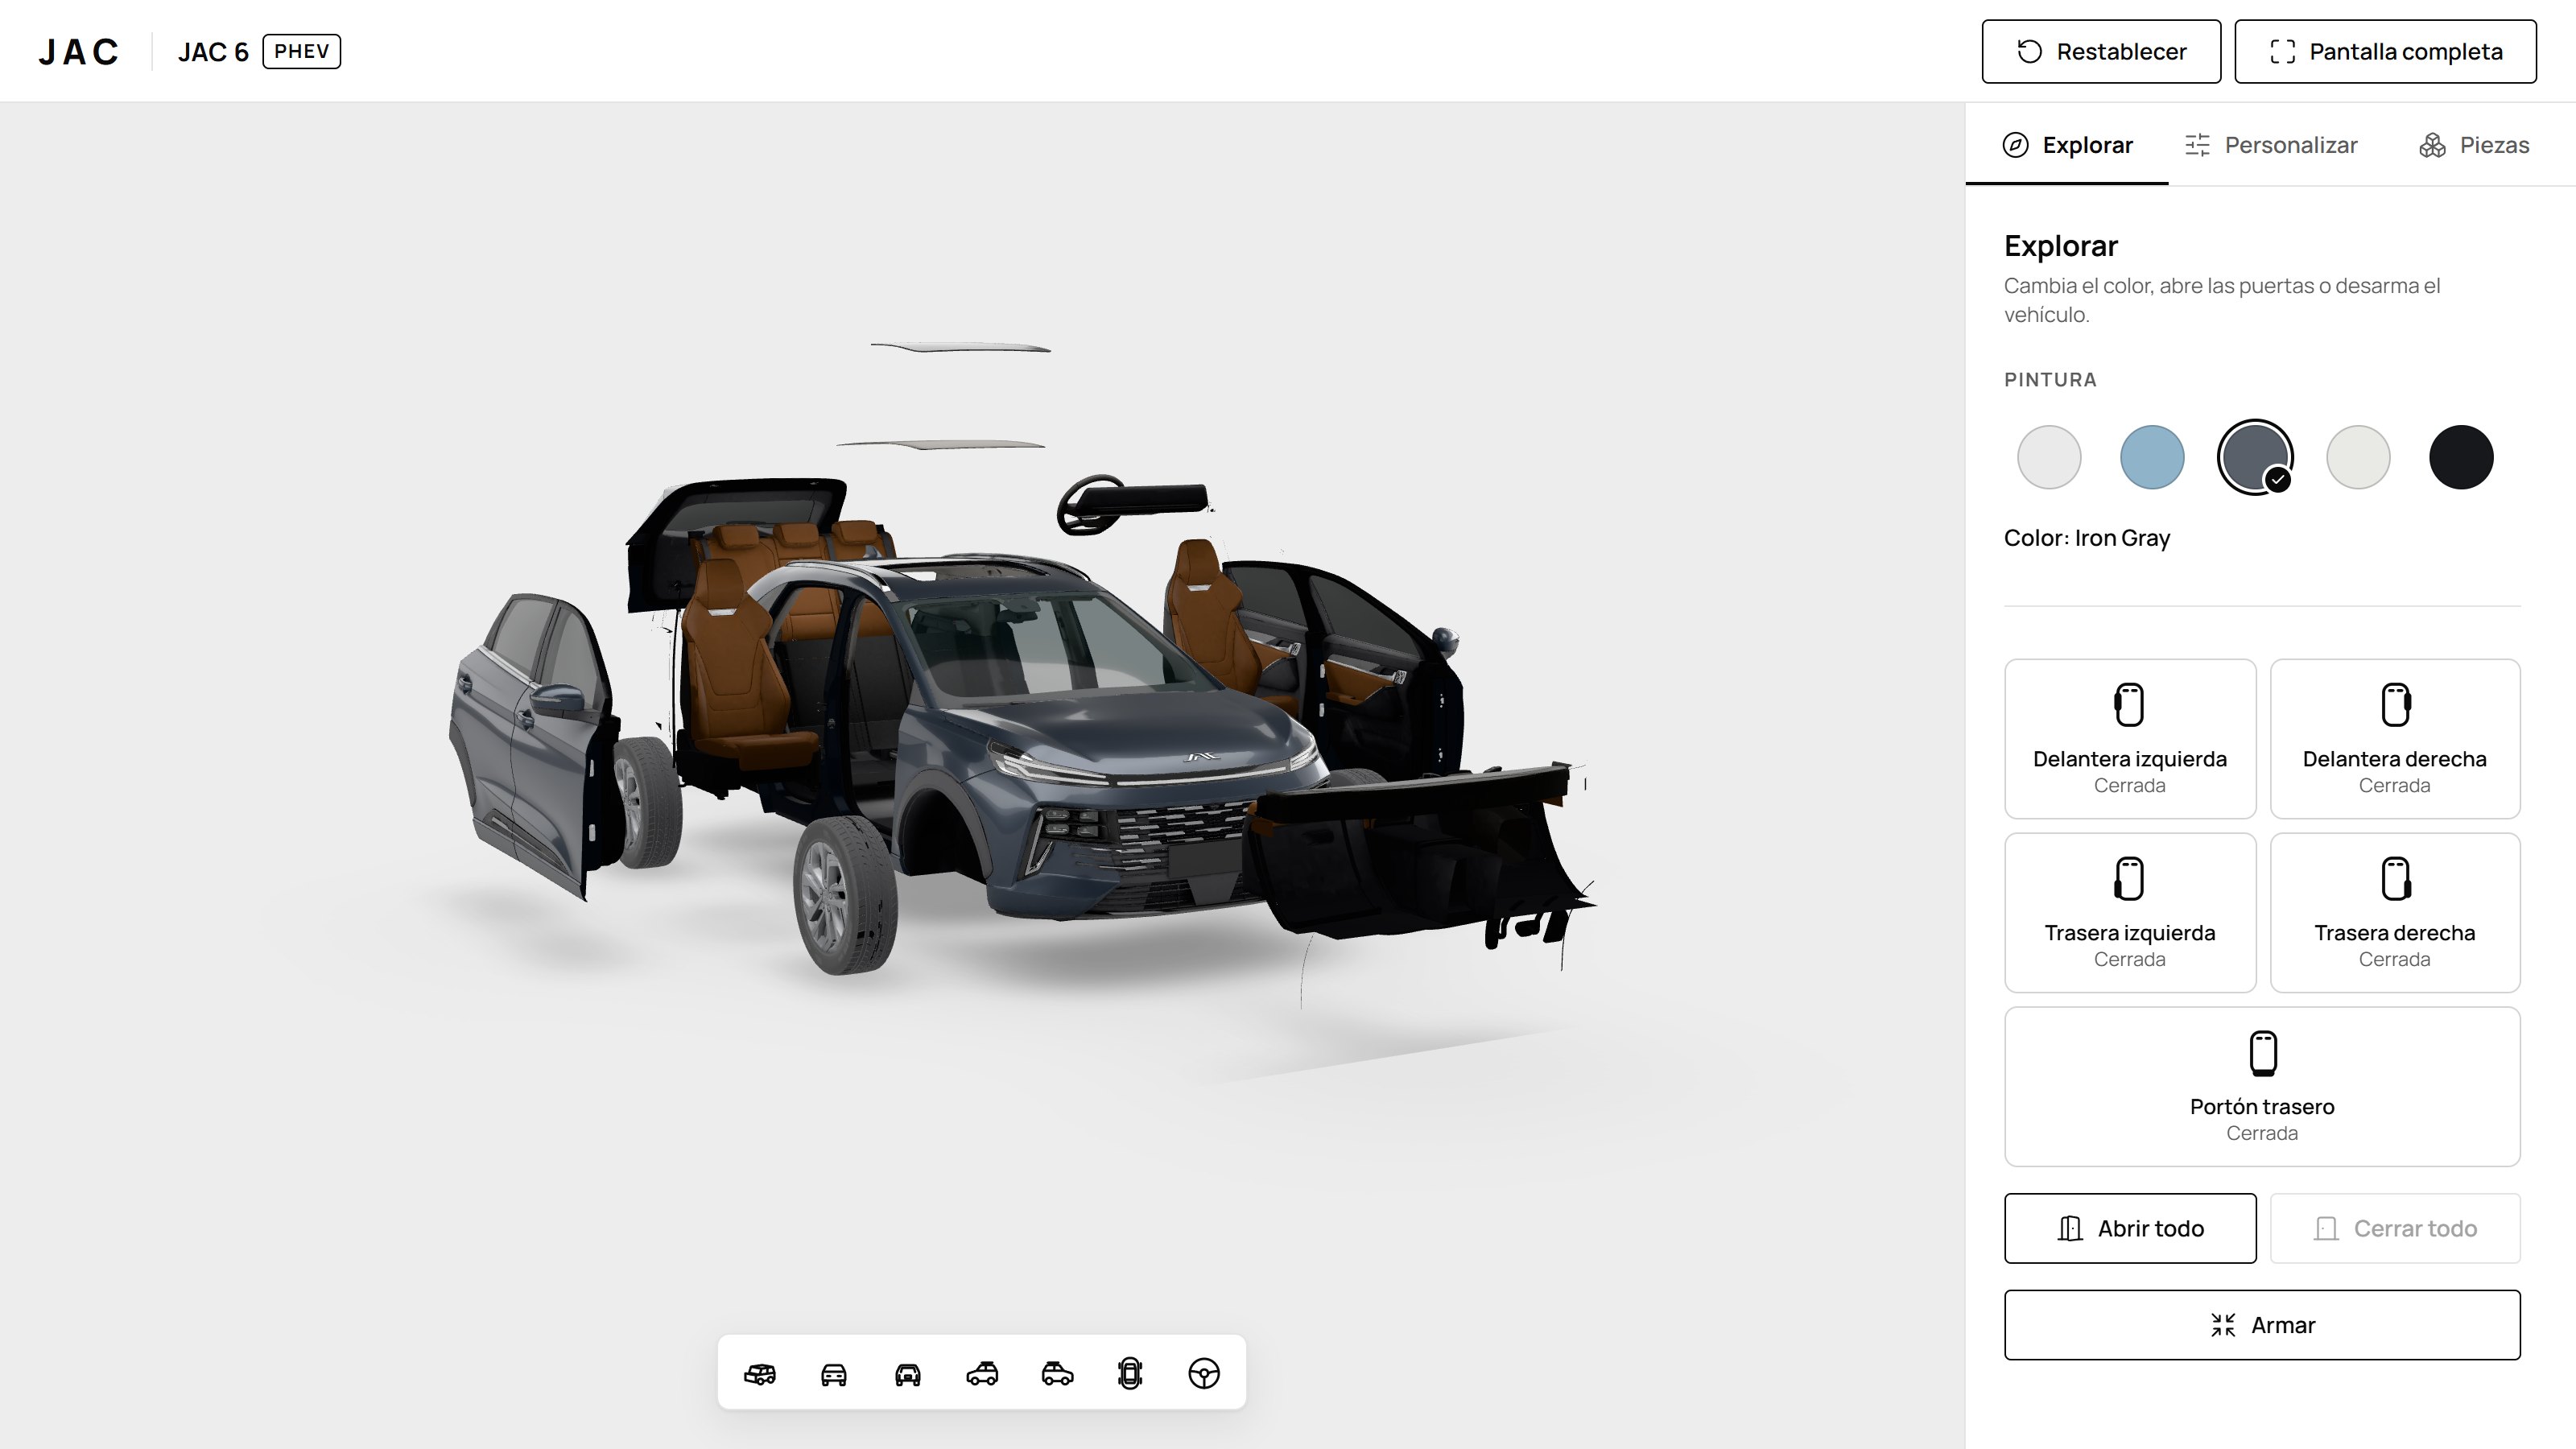 JAC
JAC 6 PHEV
Restablecer
Pantalla completa
Explorar
Personalizar
Piezas
Explorar
Cambia el color, abre las puertas o desarma el
vehículo.
PINTURA
Color: Iron Gray
Delantera izquierda
Cerrada
Delantera derecha
Cerrada
Trasera izquierda
Cerrada
Trasera derecha
Cerrada
Portón trasero
Cerrada
Abrir todo
Cerrar todo
Armar
JAC